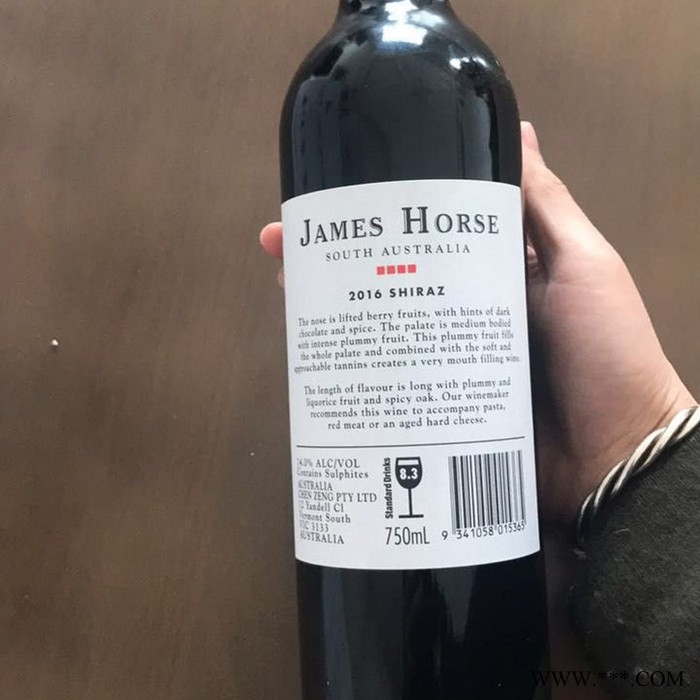 JAMES HORSE
SOUTH AUSTRALIA
2016 SHIRAZ
The nose is lifted berry fruits, with hints of dark
chocolate and spice. The palate is medium bodied
with intense plummy fruit. This plummy fruit fills
the whole palate and combined with the soft and
approachable tannins creates a very mouth filling wine.
The length of flavour is long with plummy and
liquorice fruit and spicy oak. Our winemaker
recommends this wine to accompany pasta,
red meat or an aged hard cheese.
14.0% ALC/VOL
Contains Sulphites
AUSTRALIA
CHEN ZENG PTY LTD
12 Yandell Cl
Vermont South
VIC 3133
AUSTRALIA
Standard Drinks
8.3
750mL
9 341058 015365
WWW.***.COM